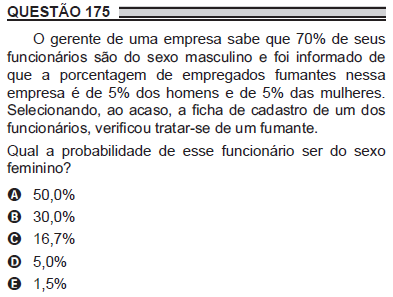 QUESTÃO 175
O gerente de uma empresa sabe que 70% de seus
funcionários são do sexo masculino e foi informado de
que a porcentagem de empregados fumantes nessa
empresa é de 5% dos homens e de 5% das mulheres.
Selecionando, ao acaso, a ficha de cadastro de um dos
funcionários, verificou tratar-se de um fumante.
Qual a probabilidade de esse funcionário ser do sexo
feminino?
A 50,0%
B 30,0%
C 16,7%
D 5,0%
E 1,5%